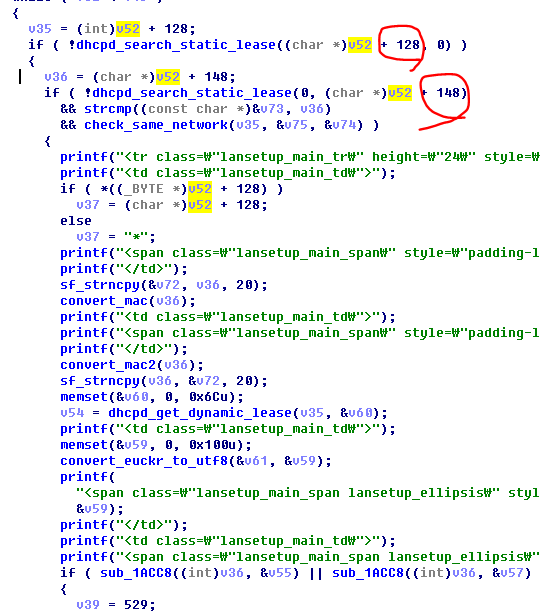 {
v35 = (int)v52 + 128;
if ( !dhcpd_search_static_lease((char *)v52 + 128, 0) )
{
v36 = (char *)v52 + 148;
if ( !dhcpd_search_static_lease(0, (char *)v52 + 148)
&& strcmp((const char *)&v73, v36)
&& check_same_network(v35, &v75, &v74) )
{
printf("<tr class=₩"lansetup_main_tr₩" height=₩"24₩" style=₩
printf("<td class=₩"lansetup_main_td₩">");
if ( *((_BYTE *)v52 + 128) )
v37 = (char *)v52 + 128;
else
v37 = "*";
printf("<span class=₩"lansetup_main_span₩" style=₩"padding-l
printf("</td>");
sf_strncpy(&v72, v36, 20);
convert_mac(v36);
printf("<td class=₩"lansetup_main_td₩">");
printf("<span class=₩"lansetup_main_span₩" style=₩"padding-l
printf("</td>");
convert_mac2(v36);
sf_strncpy(v36, &v72, 20);
memset(&v60, 0, 0x6Cu);
v54 = dhcpd_get_dynamic_lease(v35, &v60);
printf("<td class=₩"lansetup_main_td₩">");
memset(&v59, 0, 0x100u);
convert_euckr_to_utf8(&v61, &v59);
printf(
"<span class=₩"lansetup_main_span lansetup_ellipsis₩" styl
&v59);
printf("</td>");
printf("<td class=₩"lansetup_main_td₩">");
printf("<span class=₩"lansetup_main_span lansetup_ellipsis₩"
if ( sub_1ACC8((int)v36, &v55) || sub_1ACC8((int)v36, &v57)
{
v39 = 529;